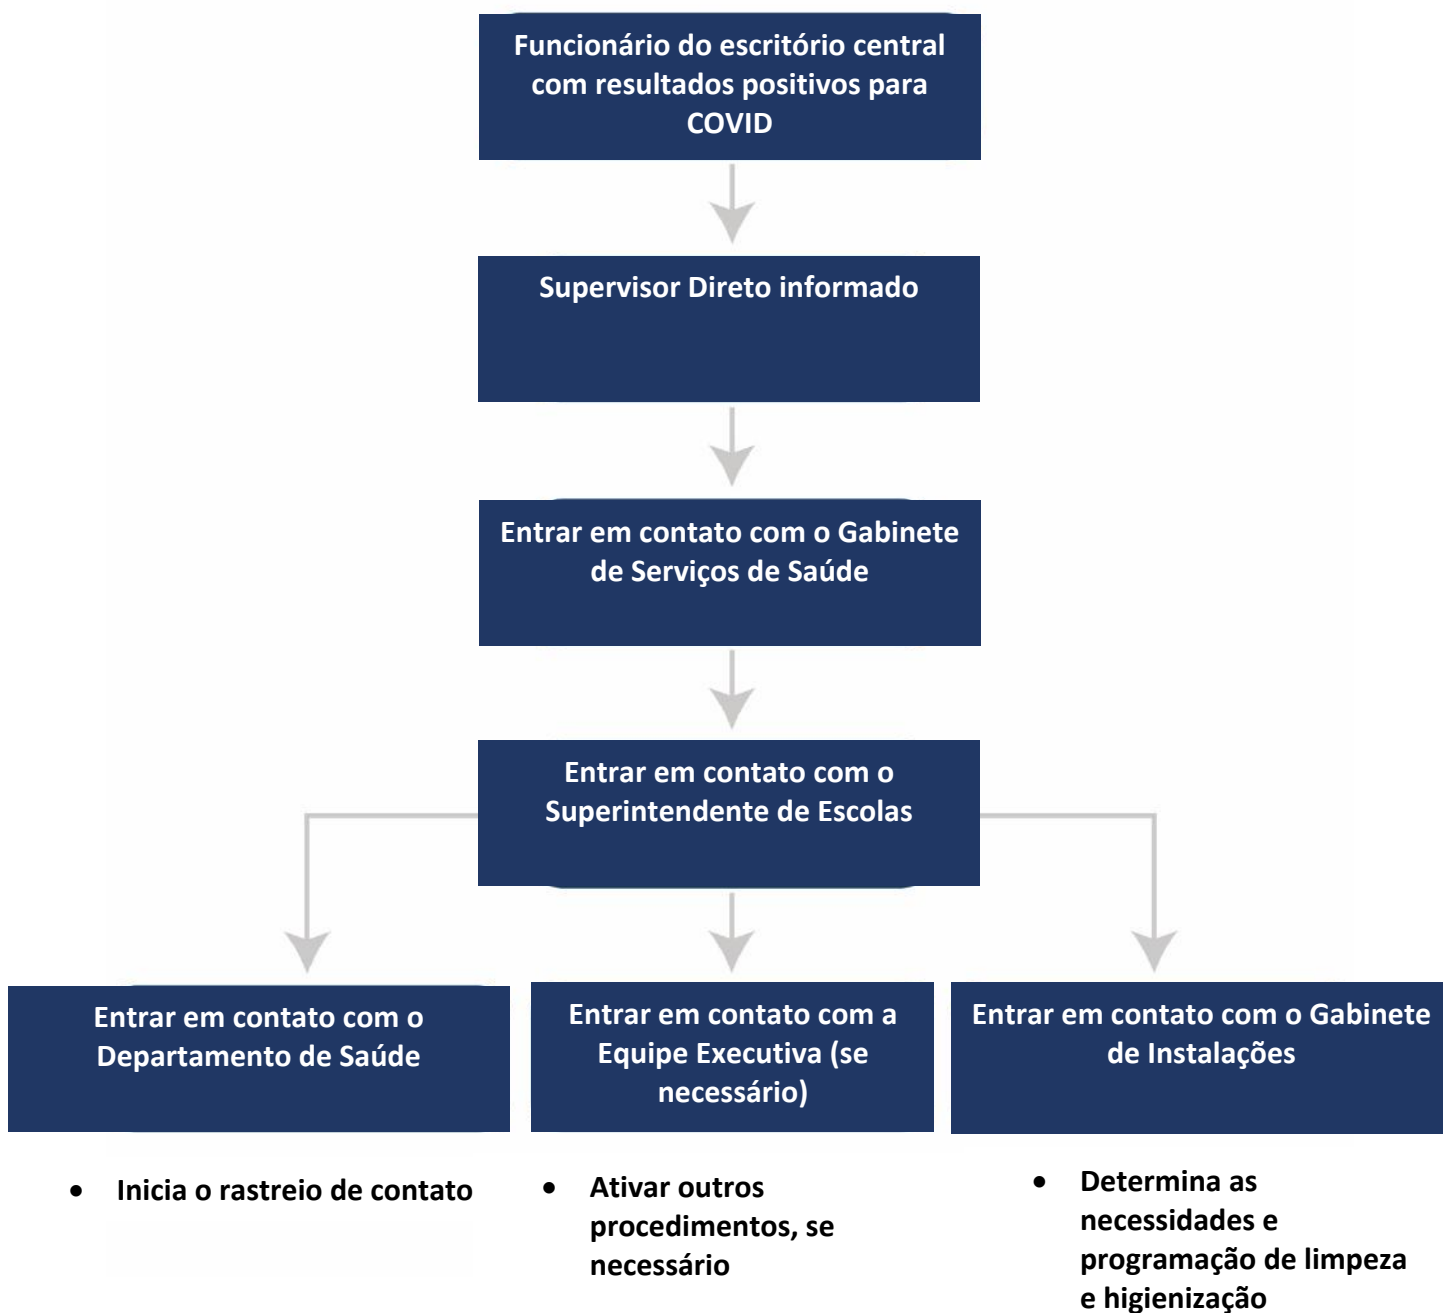 Funcionário do escritório central
com resultados positivos para
COVID
Supervisor Direto informado
Entrar em contato com o Gabinete
de Serviços de Saúde
Entrar em contato com o
Superintendente de Escolas
Entrar em contato com o
Departamento de Saúde
Entrar em contato com a
Equipe Executiva (se
necessário)
Entrar em contato com o Gabinete
de Instalações
• Inicia o rastreio de contato
• Ativar outros
procedimentos, se
necessário
• Determina as
necessidades e
programação de limpeza
e higienização